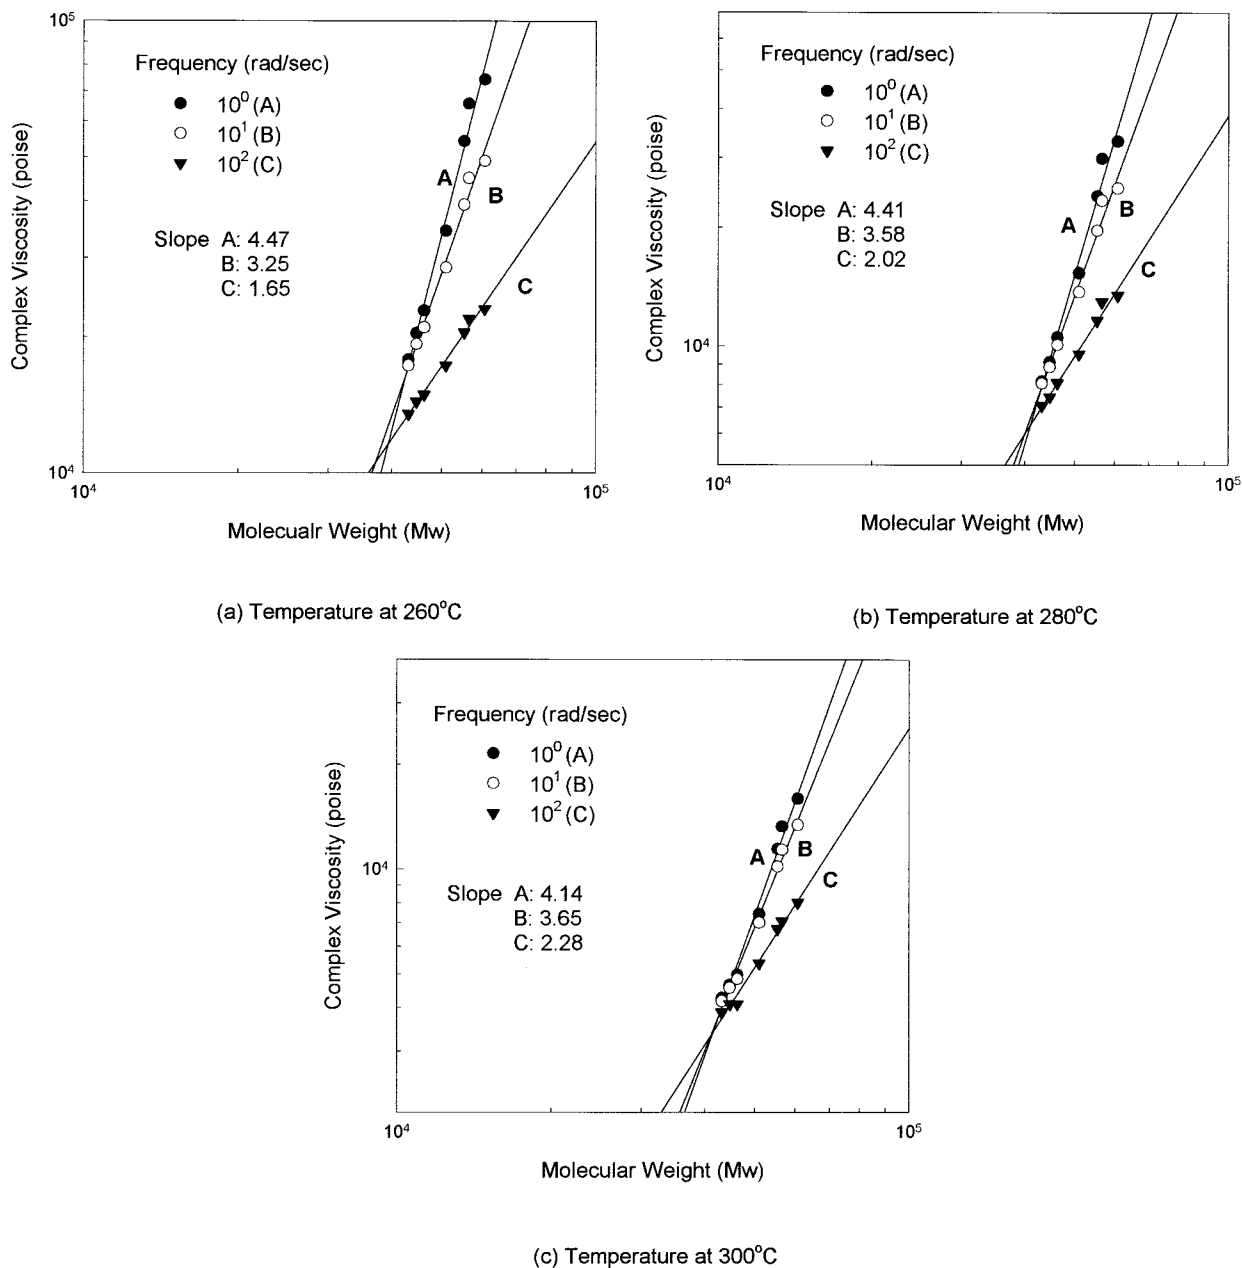 10⁵
Frequency (rad/sec)
10⁰ (A)
10¹ (B)
10² (C)
A
B
Slope A: 4.47
B: 3.25
C: 1.65
C
Complex Viscosity (poise)
10⁴
10⁴
10⁵
Molecualr Weight (Mw)
(a) Temperature at 260°C
Frequency (rad/sec)
10⁰ (A)
10¹ (B)
10² (C)
Slope A: 4.41
B: 3.58
C: 2.02
A
B
C
Complex Viscosity (poise)
10⁴
10⁴
10⁵
Molecular Weight (Mw)
(b) Temperature at 280°C
Frequency (rad/sec)
10⁰ (A)
10¹ (B)
10² (C)
A
B
C
Slope A: 4.14
B: 3.65
C: 2.28
Complex Viscosity (poise)
10⁴
10⁴
10⁵
Molecular Weight (Mw)
(c) Temperature at 300°C